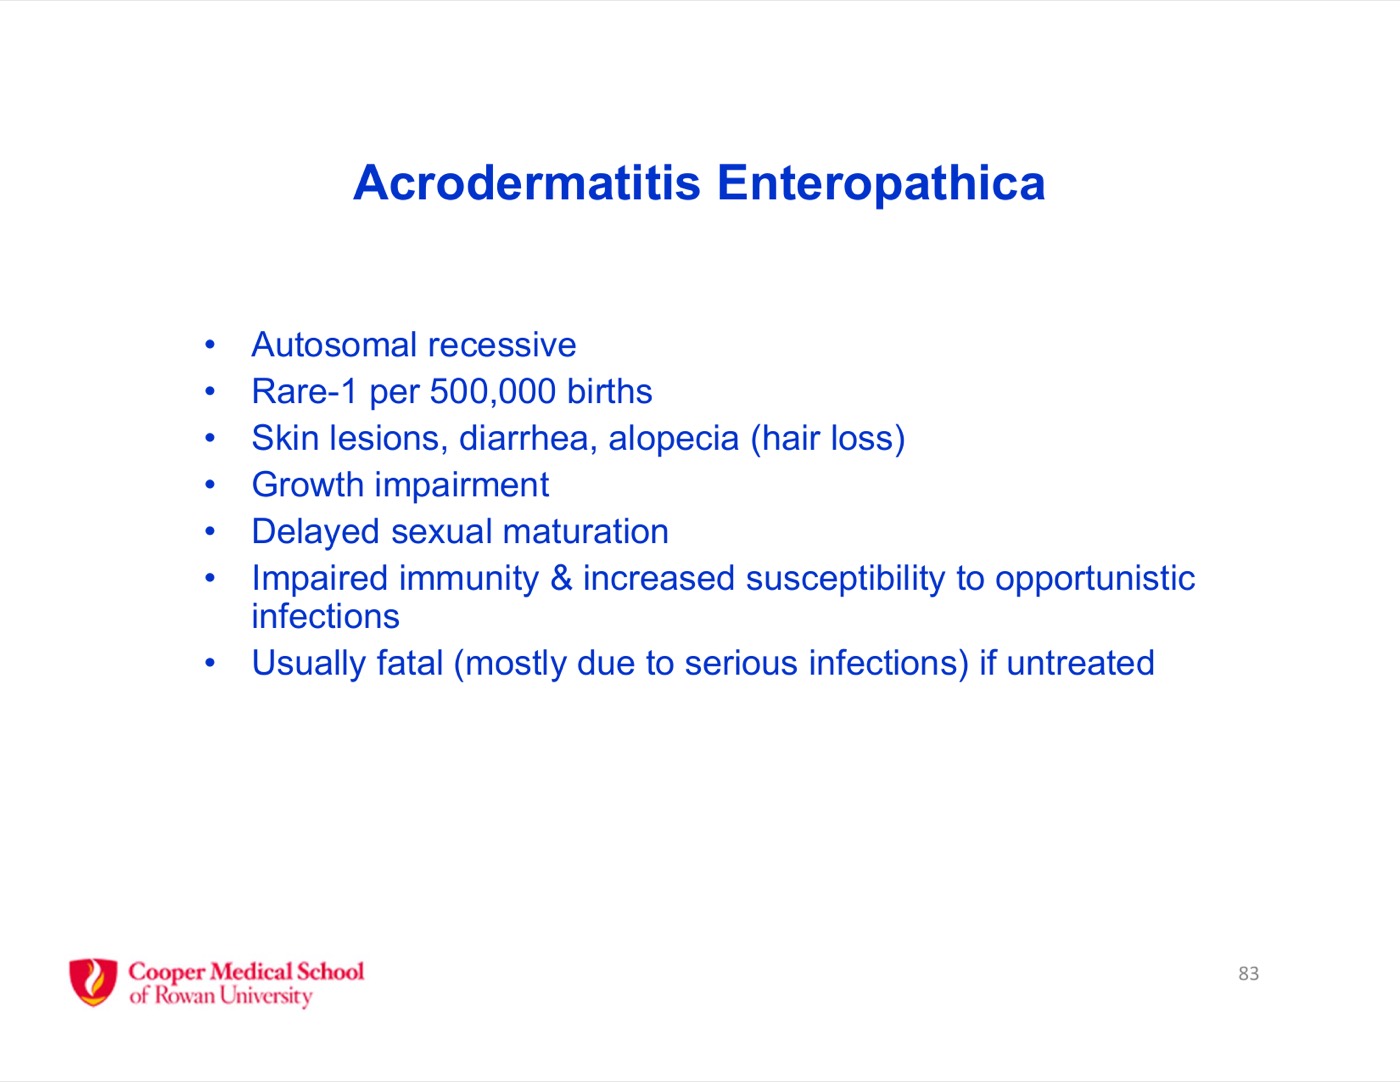 Acrodermatitis Enteropathica
• Autosomal recessive
• Rare-1 per 500,000 births
• Skin lesions, diarrhea, alopecia (hair loss)
• Growth impairment
• Delayed sexual maturation
• Impaired immunity & increased susceptibility to opportunistic
infections
• Usually fatal (mostly due to serious infections) if untreated
Cooper Medical School
of Rowan University
83